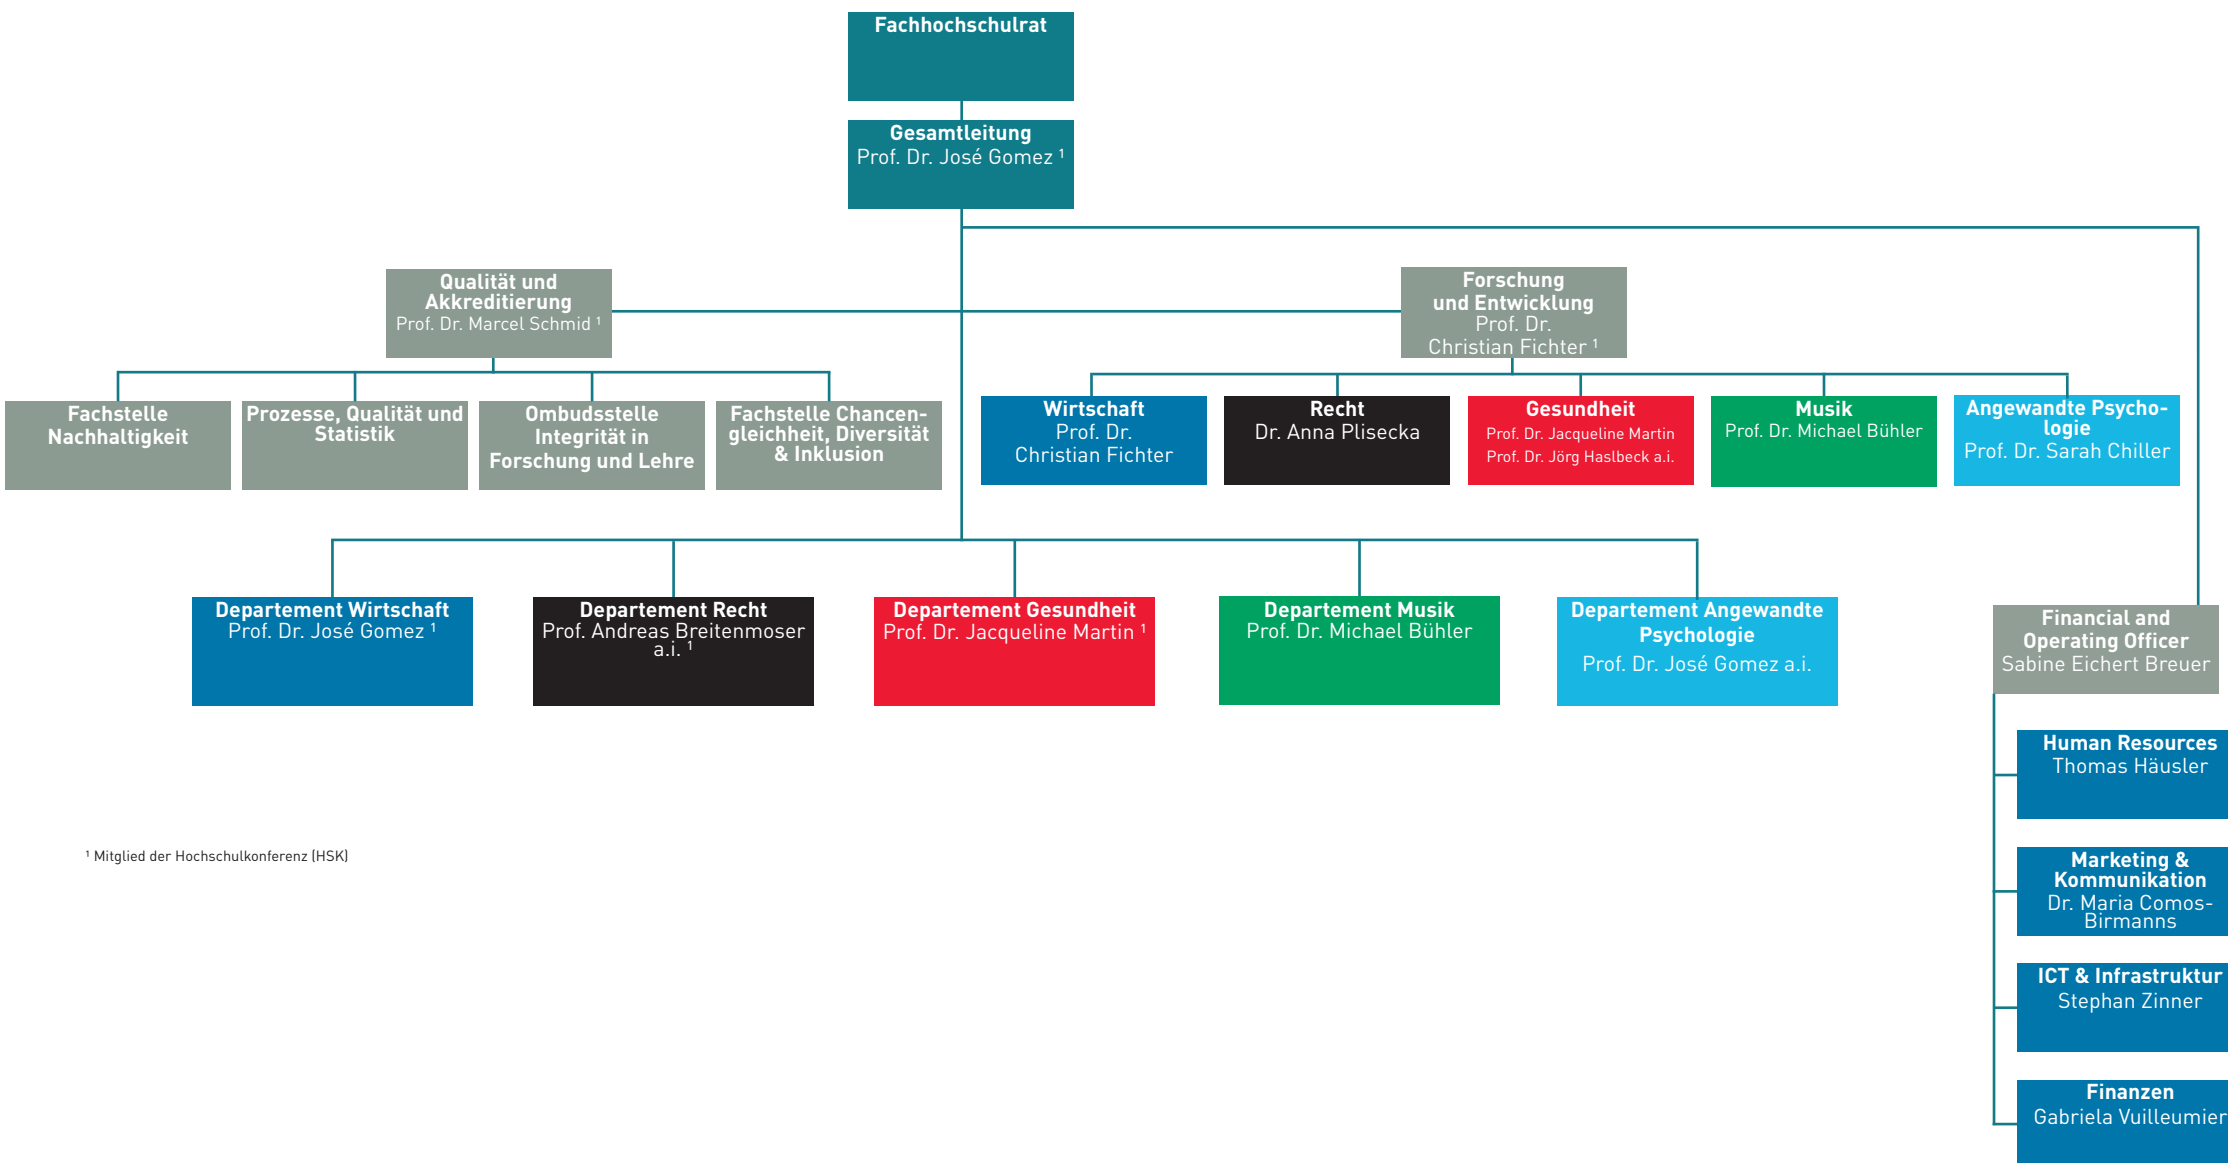 Fachhochschulrat
Gesamtleitung
Prof. Dr. José Gomez ¹
Qualität und
Akkreditierung
Prof. Dr. Marcel Schmid ¹
Forschung
und Entwicklung
Prof. Dr.
Christian Fichter ¹
Fachstelle
Nachhaltigkeit
Prozesse, Qualität und
Statistik
Ombudsstelle
Integrität in
Forschung und Lehre
Fachstelle Chancen-
gleichheit, Diversität
& Inklusion
Wirtschaft
Prof. Dr.
Christian Fichter
Recht
Dr. Anna Plisecka
Gesundheit
Prof. Dr. Jacqueline Martin
Prof. Dr. Jörg Haslbeck a.i.
Musik
Prof. Dr. Michael Bühler
Angewandte Psycho-
logie
Prof. Dr. Sarah Chiller
Departement Wirtschaft
Prof. Dr. José Gomez ¹
Departement Recht
Prof. Andreas Breitenmoser
a.i. ¹
Departement Gesundheit
Prof. Dr. Jacqueline Martin ¹
Departement Musik
Prof. Dr. Michael Bühler
Departement Angewandte
Psychologie
Prof. Dr. José Gomez a.i.
Financial and
Operating Officer
Sabine Eichert Breuer
Human Resources
Thomas Häusler
Marketing &
Kommunikation
Dr. Maria Comos-
Birmanns
ICT & Infrastruktur
Stephan Zinner
Finanzen
Gabriela Vuilleumier
¹ Mitglied der Hochschulkonferenz (HSK)